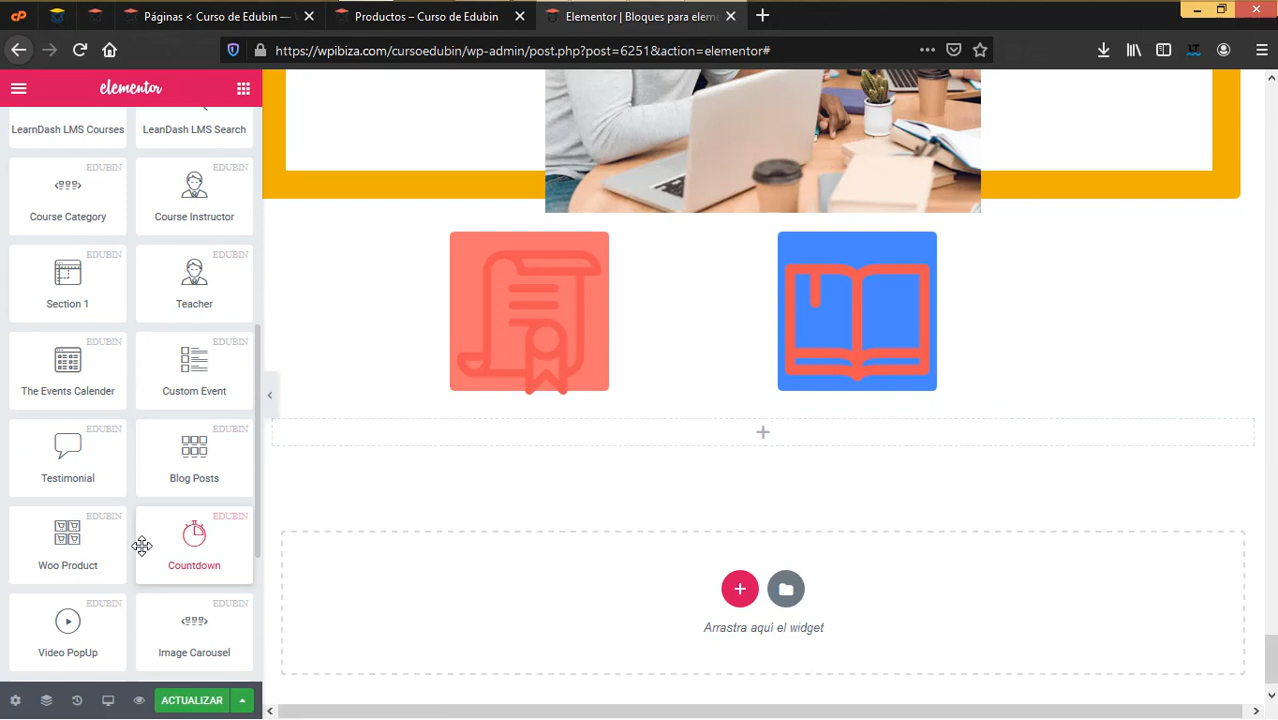 Páginas < Curso de Edubin —
Productos – Curso de Edubin
Elementor | Bloques para eleme
https://wpibiza.com/cursoedubin/wp-admin/post.php?post=6251&action=elementor#
elementor
LearnDash LMS Courses
LeanDash LMS Search
EDUBIN
EDUBIN
Course Category
Course Instructor
EDUBIN
EDUBIN
Section 1
Teacher
EDUBIN
EDUBIN
The Events Calender
Custom Event
EDUBIN
EDUBIN
Testimonial
Blog Posts
EDUBIN
EDUBIN
Woo Product
Countdown
EDUBIN
EDUBIN
Video PopUp
Image Carousel
Arrastra aquí el widget
ACTUALIZAR